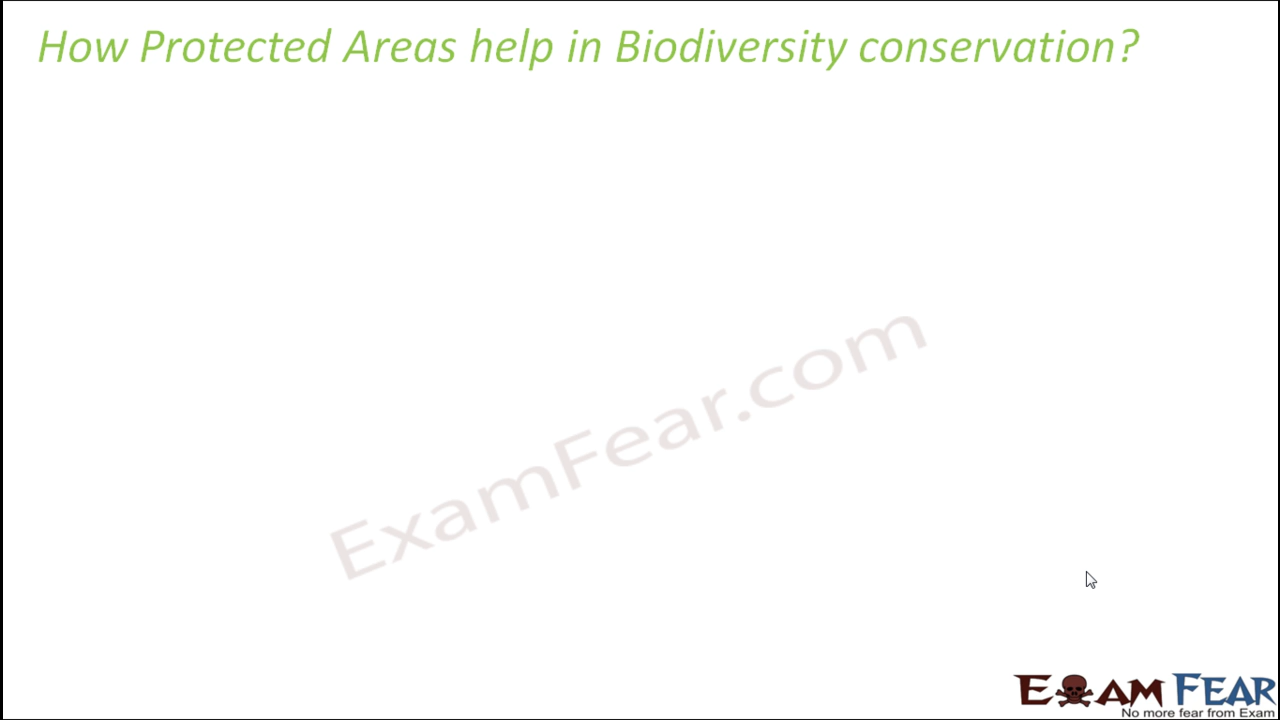 How Protected Areas help in Biodiversity conservation?
ExamFear.com
EXAM FEAR
No more fear from Exam